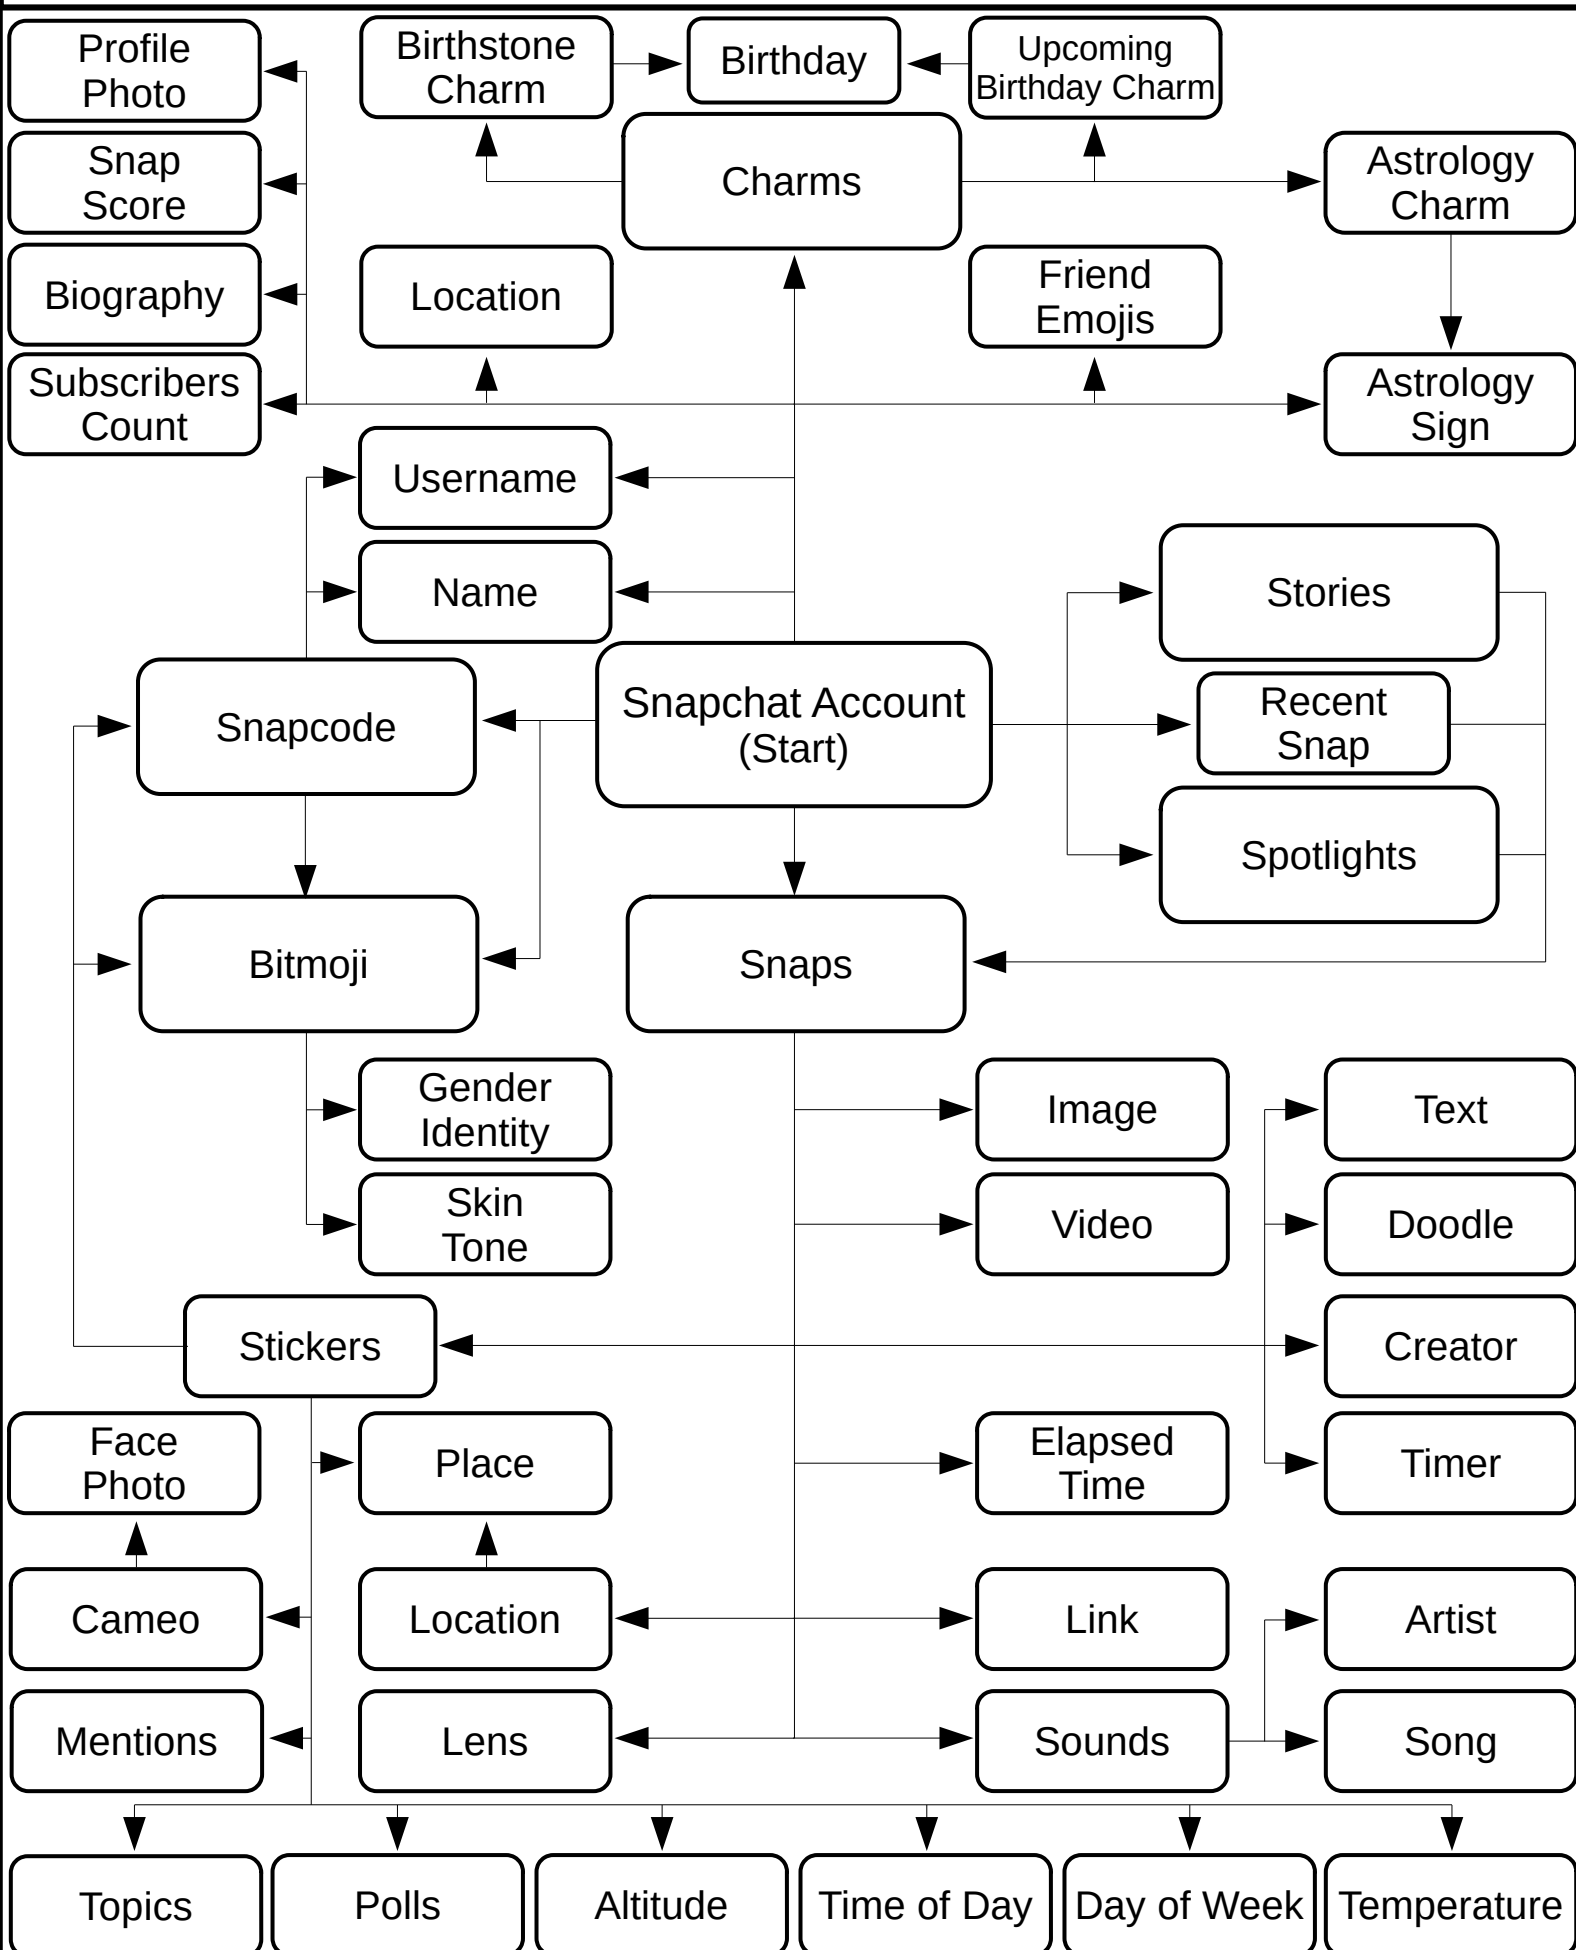 Profile
Photo
Birthstone
Charm
Birthday
Upcoming
Birthday Charm
Snap
Score
Charms
Astrology
Charm
Biography
Location
Friend
Emojis
Subscribers
Count
Astrology
Sign
Username
Name
Stories
Snapcode
Snapchat Account
(Start)
Recent
Snap
Spotlights
Bitmoji
Snaps
Gender
Identity
Image
Text
Skin
Tone
Video
Doodle
Stickers
Creator
Face
Photo
Place
Elapsed
Time
Timer
Cameo
Location
Link
Artist
Mentions
Lens
Sounds
Song
Topics
Polls
Altitude
Time of Day
Day of Week
Temperature